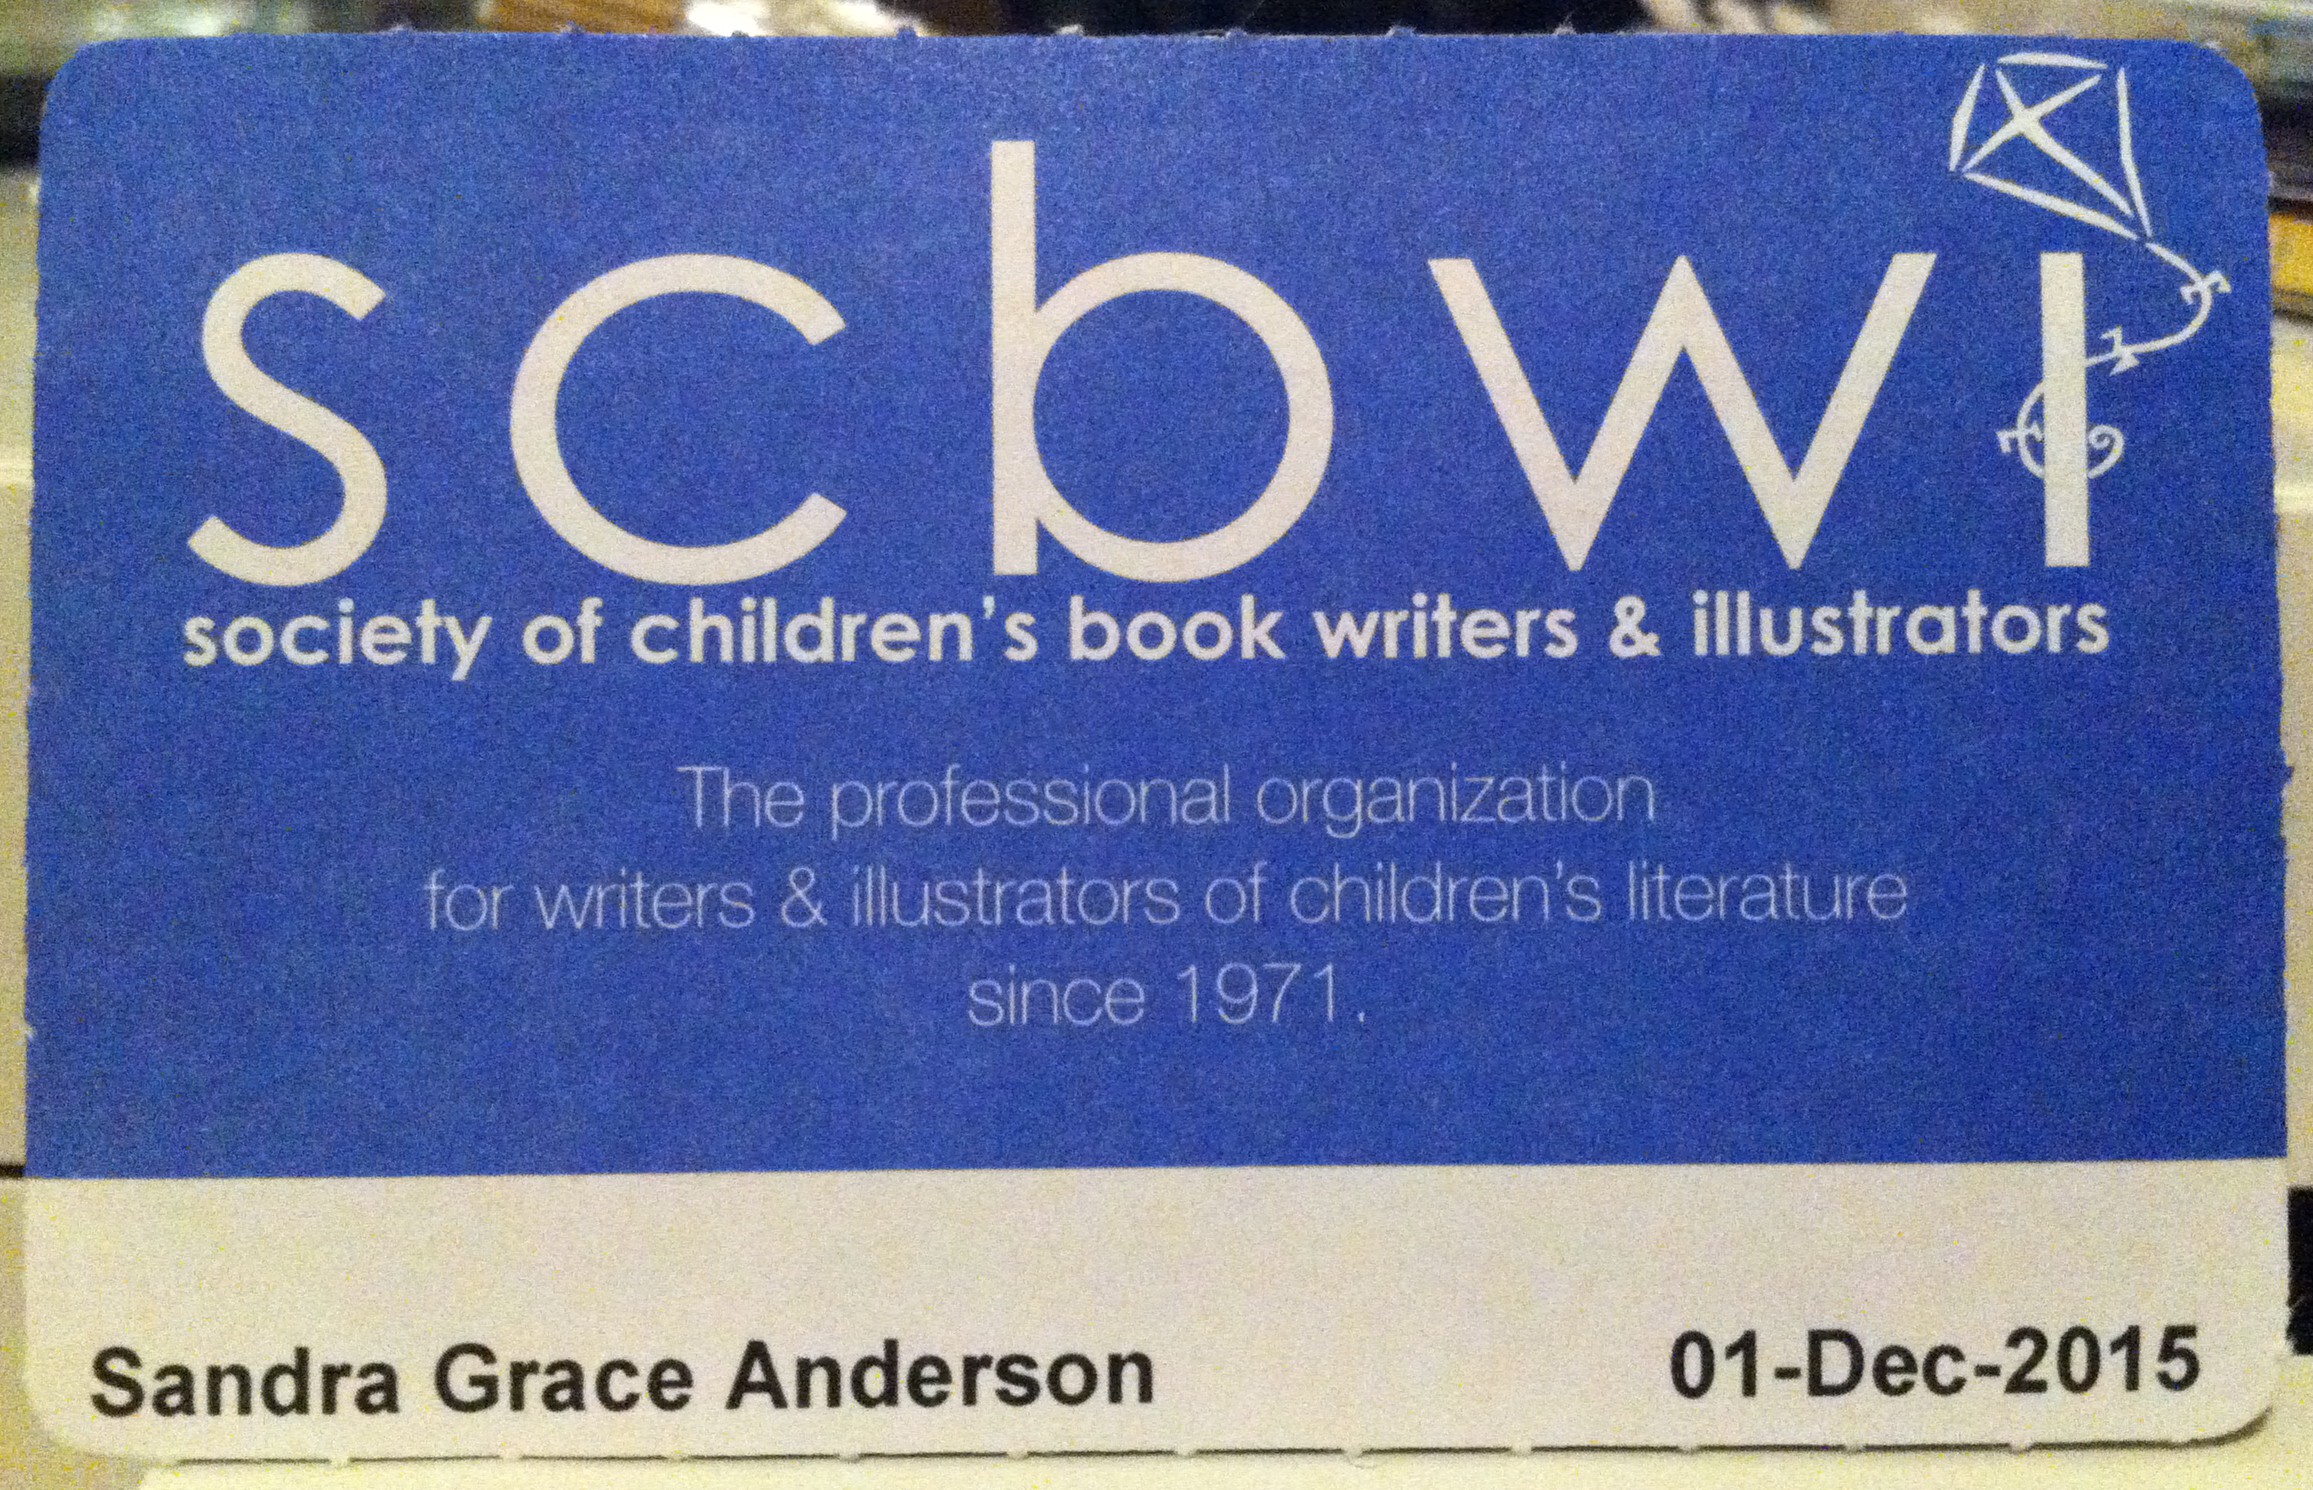 scbwi
society of children's book writers & illustrators
The professional organization
for writers & illustrators of children's literature
since 1971.
Sandra Grace Anderson 01-Dec-2015